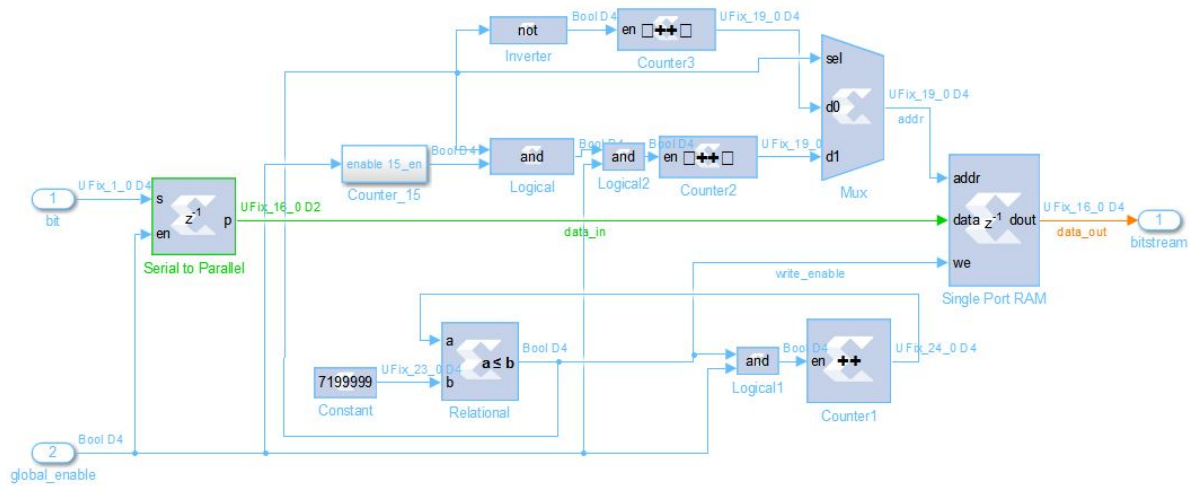 not
Bool D4
en □++□
UFix_19_0 D4
Inverter
Counter3
sel
d0
d1
UFix_19_0 D4
addr
Mux
enable 15_en
Bool D4
Counter_15
and
Bool D4
Logical
and
Bool D4
Logical2
en □++□
UFix_19_0
Counter2
1
bit
UFix_1_0 D4
s
en
z-1
p
UFix_16_0 D2
Serial to Parallel
data_in
addr
data
we
z-1
dout
UFix_16_0 D4
data_out
Single Port RAM
1
bitstream
write_enable
7199999
UFix_23_0 D4
Constant
a
b
a ≤ b
Bool D4
Relational
and
Bool D4
Logical1
en
++
UFix_24_0 D4
Counter1
2
Bool D4
global_enable